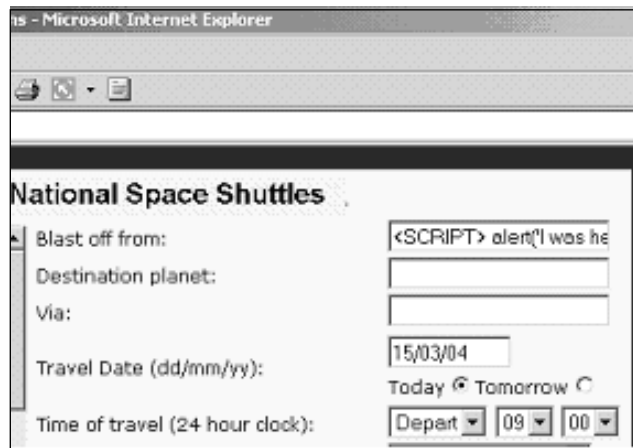 ns - Microsoft Internet Explorer
National Space Shuttles
Blast off from: <SCRIPT> alert('I was he
Destination planet:
Via:
Travel Date (dd/mm/yy): 15/03/04
Today Tomorrow
Time of travel (24 hour clock): Depart 09 00